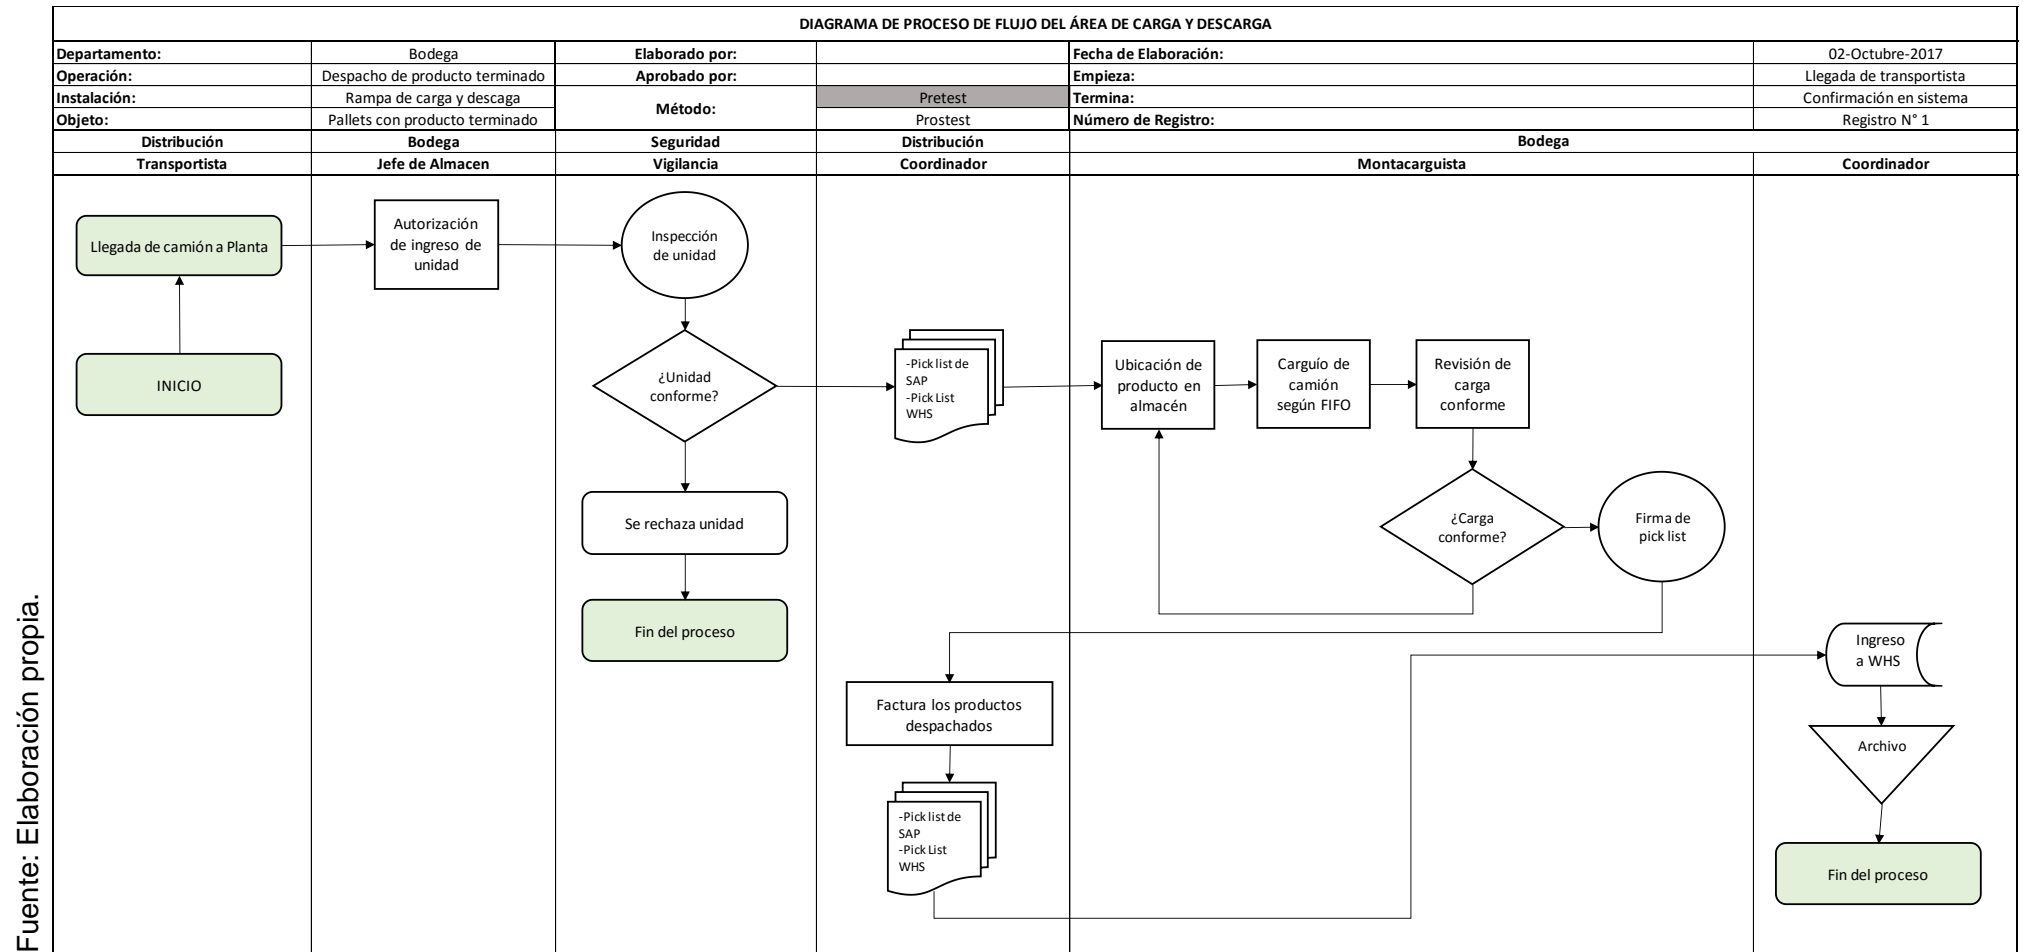 DIAGRAMA DE PROCESO DE FLUJO DEL ÁREA DE CARGA Y DESCARGA
Departamento: Bodega Elaborado por: Fecha de Elaboración: 02-Octubre-2017
Operación: Despacho de producto terminado Aprobado por: Empieza: Llegada de transportista
Instalación: Rampa de carga y descaga Método: Pretest Termina: Confirmación en sistema
Objeto: Pallets con producto terminado Prostest Número de Registro: Registro N° 1
Distribución Bodega Seguridad Distribución Bodega
Transportista Jefe de Almacen Vigilancia Coordinador Montacarguista Coordinador
Llegada de camión a Planta
INICIO
Autorización
de ingreso de
unidad
Inspección
de unidad
¿Unidad
conforme?
Se rechaza unidad
Fin del proceso
-Pick list de
SAP
-Pick List
WHS
Ubicación de
producto en
almacén
Carguío de
camión
según FIFO
Revisión de
carga
conforme
¿Carga
conforme?
Firma de
pick list
Factura los productos
despachados
-Pick list de
SAP
-Pick List
WHS
Ingreso
a WHS
Archivo
Fin del proceso
Fuente: Elaboración propia.